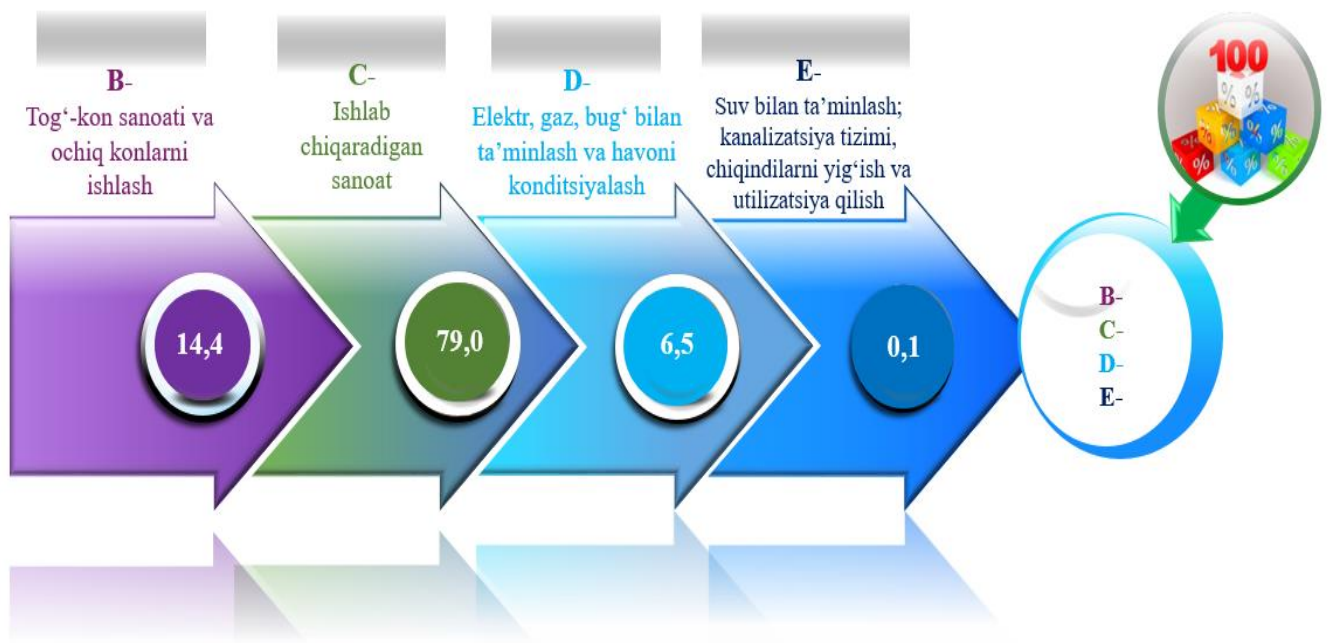 B-
Tog‘-kon sanoati va
ochiq konlarni
ishlash
C-
Ishlab
chiqaradigan
sanoat
D-
Elektr, gaz, bug‘ bilan
ta’minlash va havoni
konditsiyalash
E-
Suv bilan ta’minlash;
kanalizatsiya tizimi,
chiqindilarni yig‘ish va
utilizatsiya qilish
14,4
79,0
6,5
0,1
100
%
%
%
%
%
%
%
%
B-
C-
D-
E-